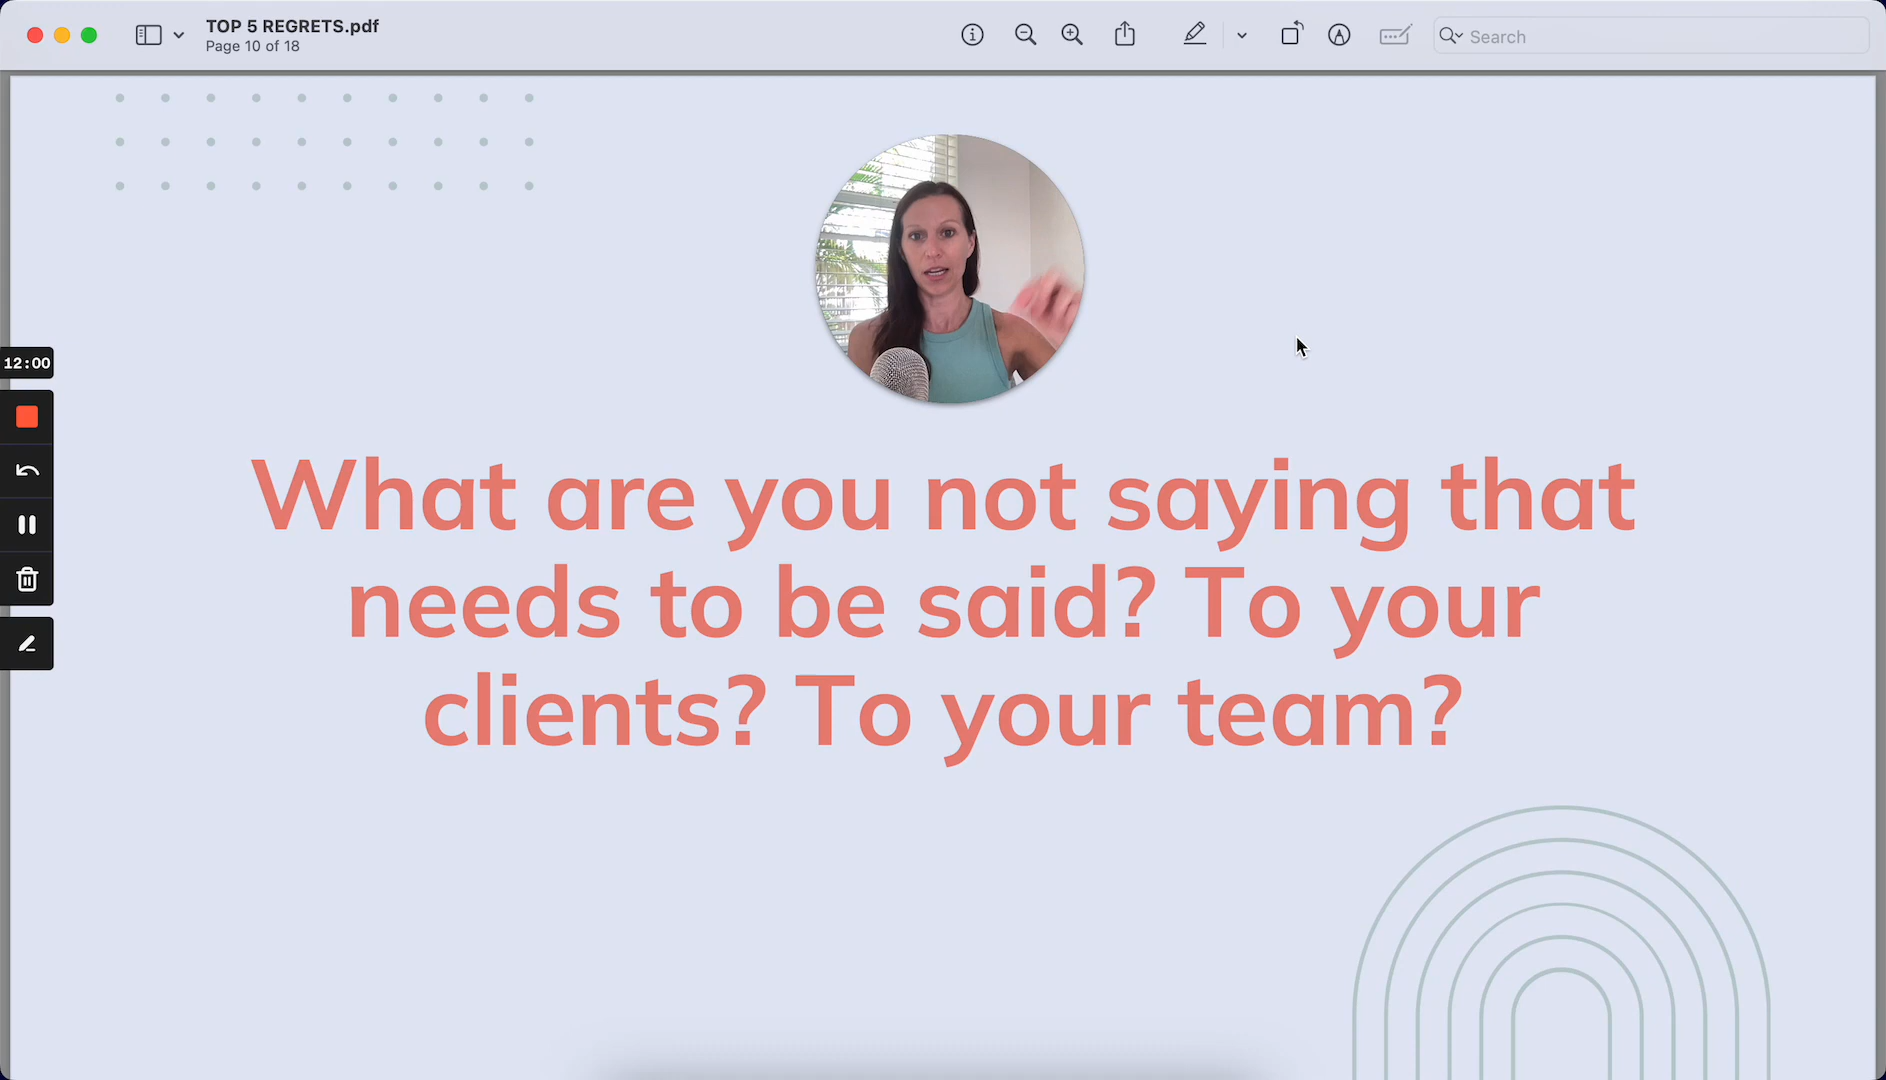 TOP 5 REGRETS.pdf
Page 10 of 18
Search
12:00
What are you not saying that
needs to be said? To your
clients? To your team?